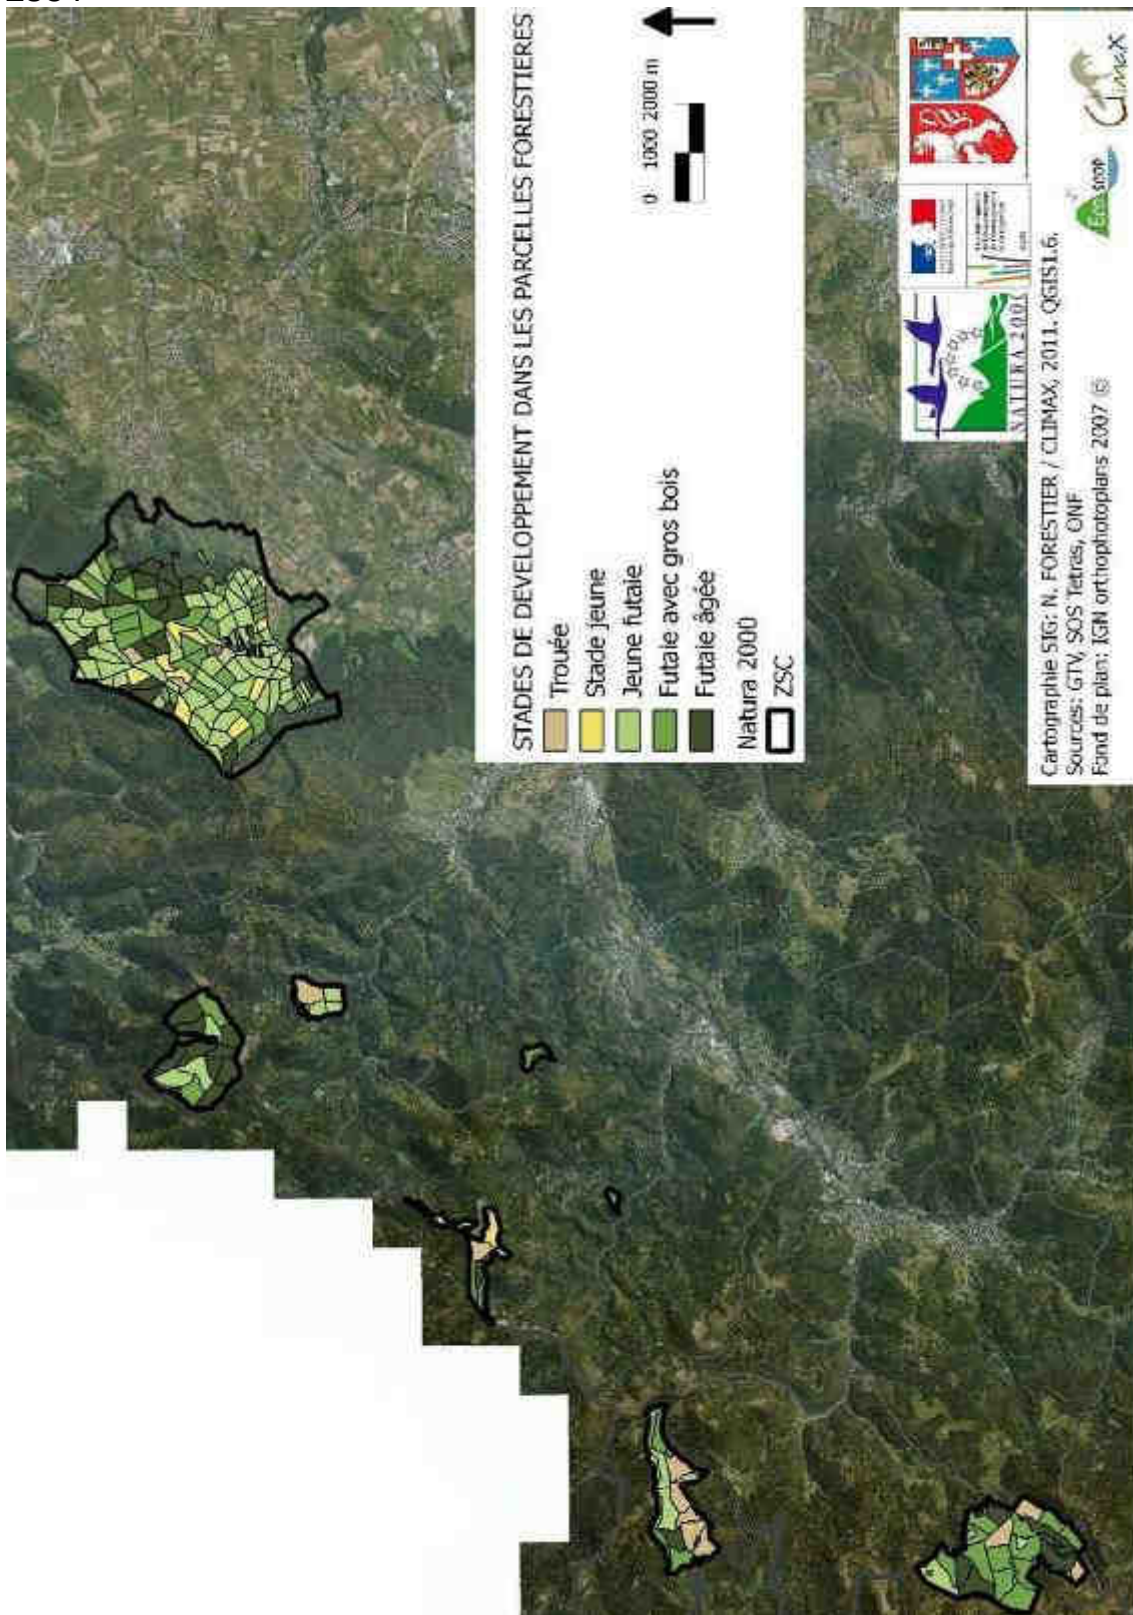 STADES DE DEVELOPPEMENT DANS LES PARCELLES FORESTIERES
Trouée
Stade jeune
Jeune futaie
Futaie avec gros bois
Futaie âgée
Natura 2000
ZSC
0 1000 2000 m
NATURA 2000
Cartographie SIG: N. FORESTIER / CLIMAX, 2011. QGIS1.6.
Sources: GTV, SOS Tetras, ONF
Fond de plan: IGN orthophotoplans 2007 ©
EcoScop
ClimaX